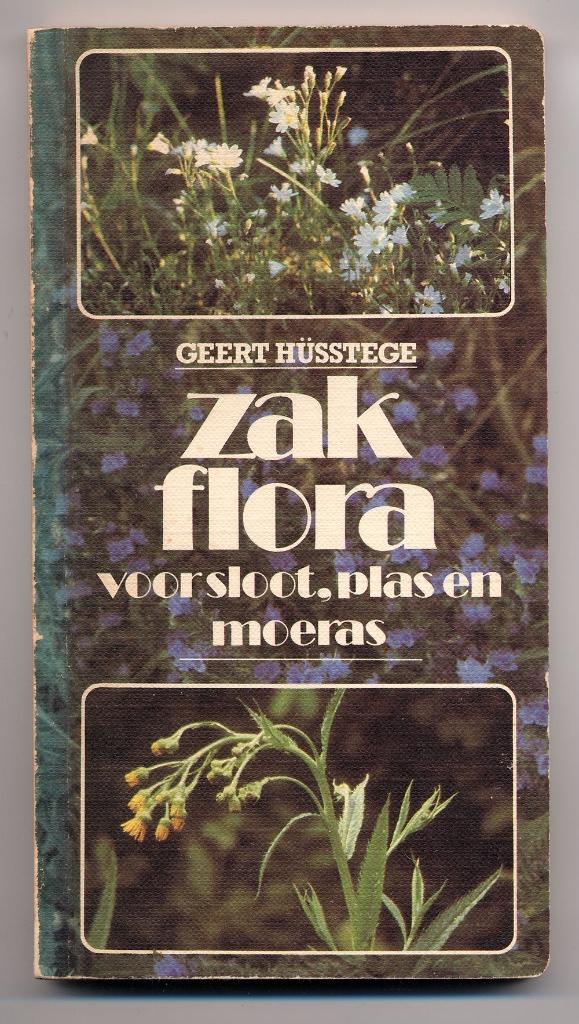 GEERT HÜSSTEGE
zak
flora
voor sloot, plas en
moeras